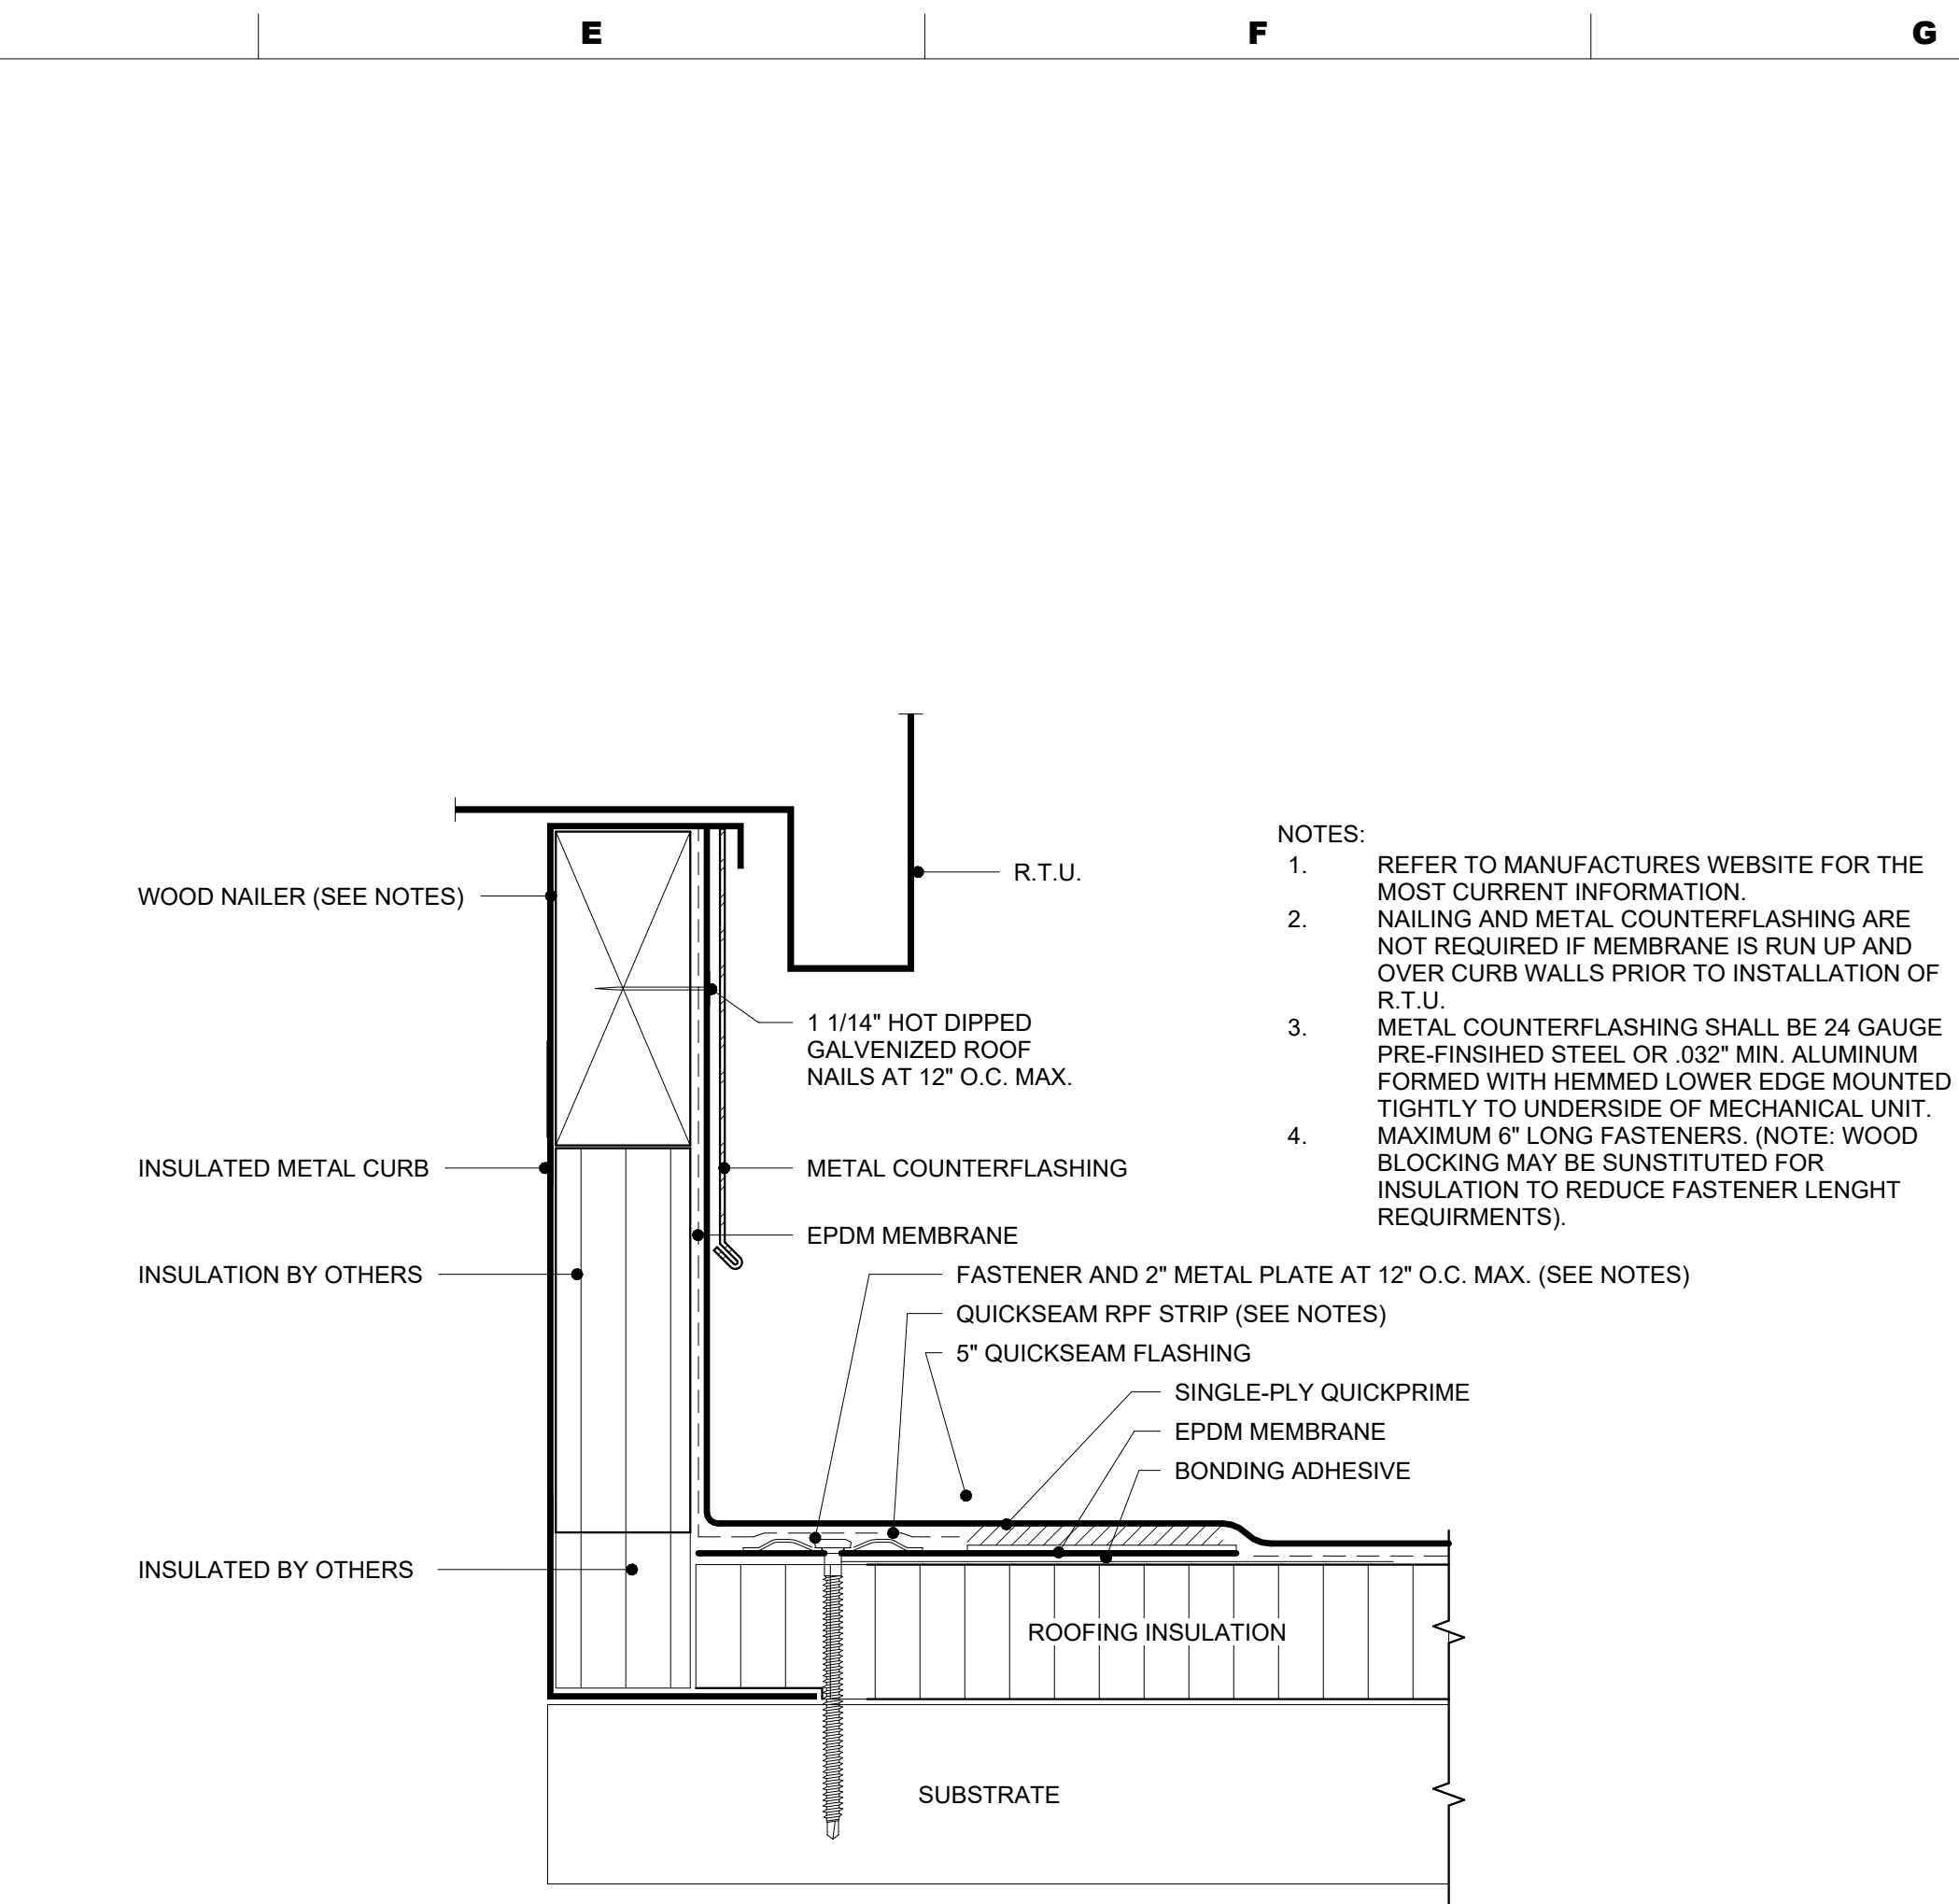 E
F
G
WOOD NAILER (SEE NOTES)
INSULATED METAL CURB
INSULATION BY OTHERS
INSULATED BY OTHERS
R.T.U.
1 1/14" HOT DIPPED
GALVENIZED ROOF
NAILS AT 12" O.C. MAX.
METAL COUNTERFLASHING
EPDM MEMBRANE
FASTENER AND 2" METAL PLATE AT 12" O.C. MAX. (SEE NOTES)
QUICKSEAM RPF STRIP (SEE NOTES)
5" QUICKSEAM FLASHING
SINGLE-PLY QUICKPRIME
EPDM MEMBRANE
BONDING ADHESIVE
ROOFING INSULATION
SUBSTRATE
NOTES:
1. REFER TO MANUFACTURES WEBSITE FOR THE
MOST CURRENT INFORMATION.
2. NAILING AND METAL COUNTERFLASHING ARE
NOT REQUIRED IF MEMBRANE IS RUN UP AND
OVER CURB WALLS PRIOR TO INSTALLATION OF
R.T.U.
3. METAL COUNTERFLASHING SHALL BE 24 GAUGE
PRE-FINSIHED STEEL OR .032" MIN. ALUMINUM
FORMED WITH HEMMED LOWER EDGE MOUNTED
TIGHTLY TO UNDERSIDE OF MECHANICAL UNIT.
4. MAXIMUM 6" LONG FASTENERS. (NOTE: WOOD
BLOCKING MAY BE SUNSTITUTED FOR
INSULATION TO REDUCE FASTENER LENGHT
REQUIRMENTS).